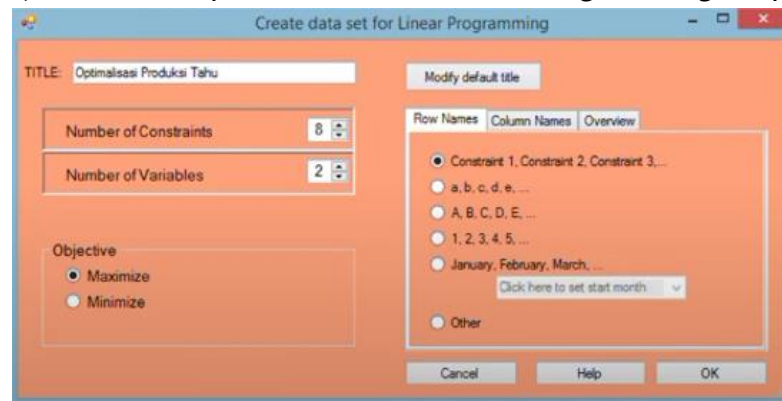 Create data set for Linear Programming
TITLE: Optimalisasi Produksi Tahu
Modify default title
Number of Constraints 8
Number of Variables 2
Row Names Column Names Overview
Constraint 1, Constraint 2, Constraint 3,...
a, b, c, d, e, ...
A, B, C, D, E, ...
1, 2, 3, 4, 5, ...
January, February, March, ...
Click here to set start month
Other
Objective
Maximize
Minimize
Cancel Help OK